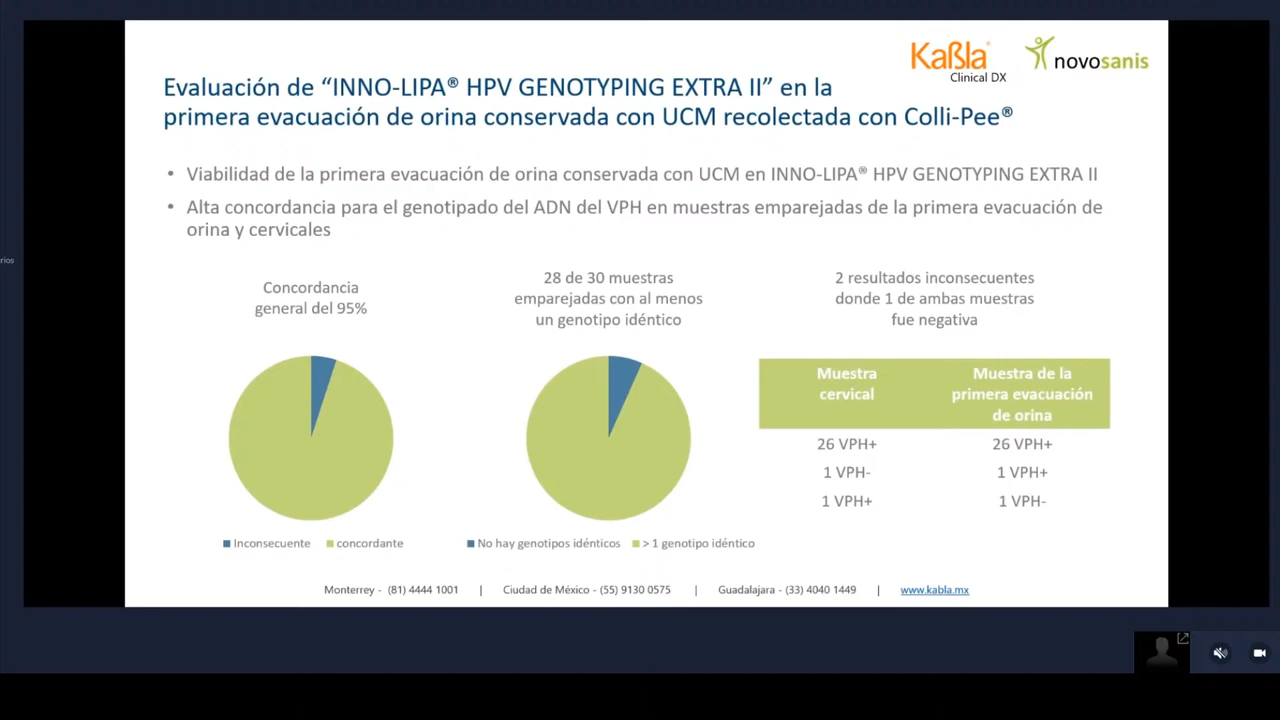 Kaßla
Clinical DX
novosanis
Evaluación de “INNO-LIPA® HPV GENOTYPING EXTRA II” en la
primera evacuación de orina conservada con UCM recolectada con Colli-Pee®
• Viabilidad de la primera evacuación de orina conservada con UCM en INNO-LIPA® HPV GENOTYPING EXTRA II
• Alta concordancia para el genotipado del ADN del VPH en muestras emparejadas de la primera evacuación de
orina y cervicales
rios
Concordancia
general del 95%
28 de 30 muestras
emparejadas con al menos
un genotipo idéntico
2 resultados inconsecuentes
donde 1 de ambas muestras
fue negativa
Inconsecuente concordante
No hay genotipos idénticos > 1 genotipo idéntico
Muestra
cervical
Muestra de la
primera evacuación
de orina
26 VPH+ 26 VPH+
1 VPH- 1 VPH+
1 VPH+ 1 VPH-
Monterrey - (81) 4444 1001 | Ciudad de México - (55) 9130 0575 | Guadalajara - (33) 4040 1449 | www.kabla.mx